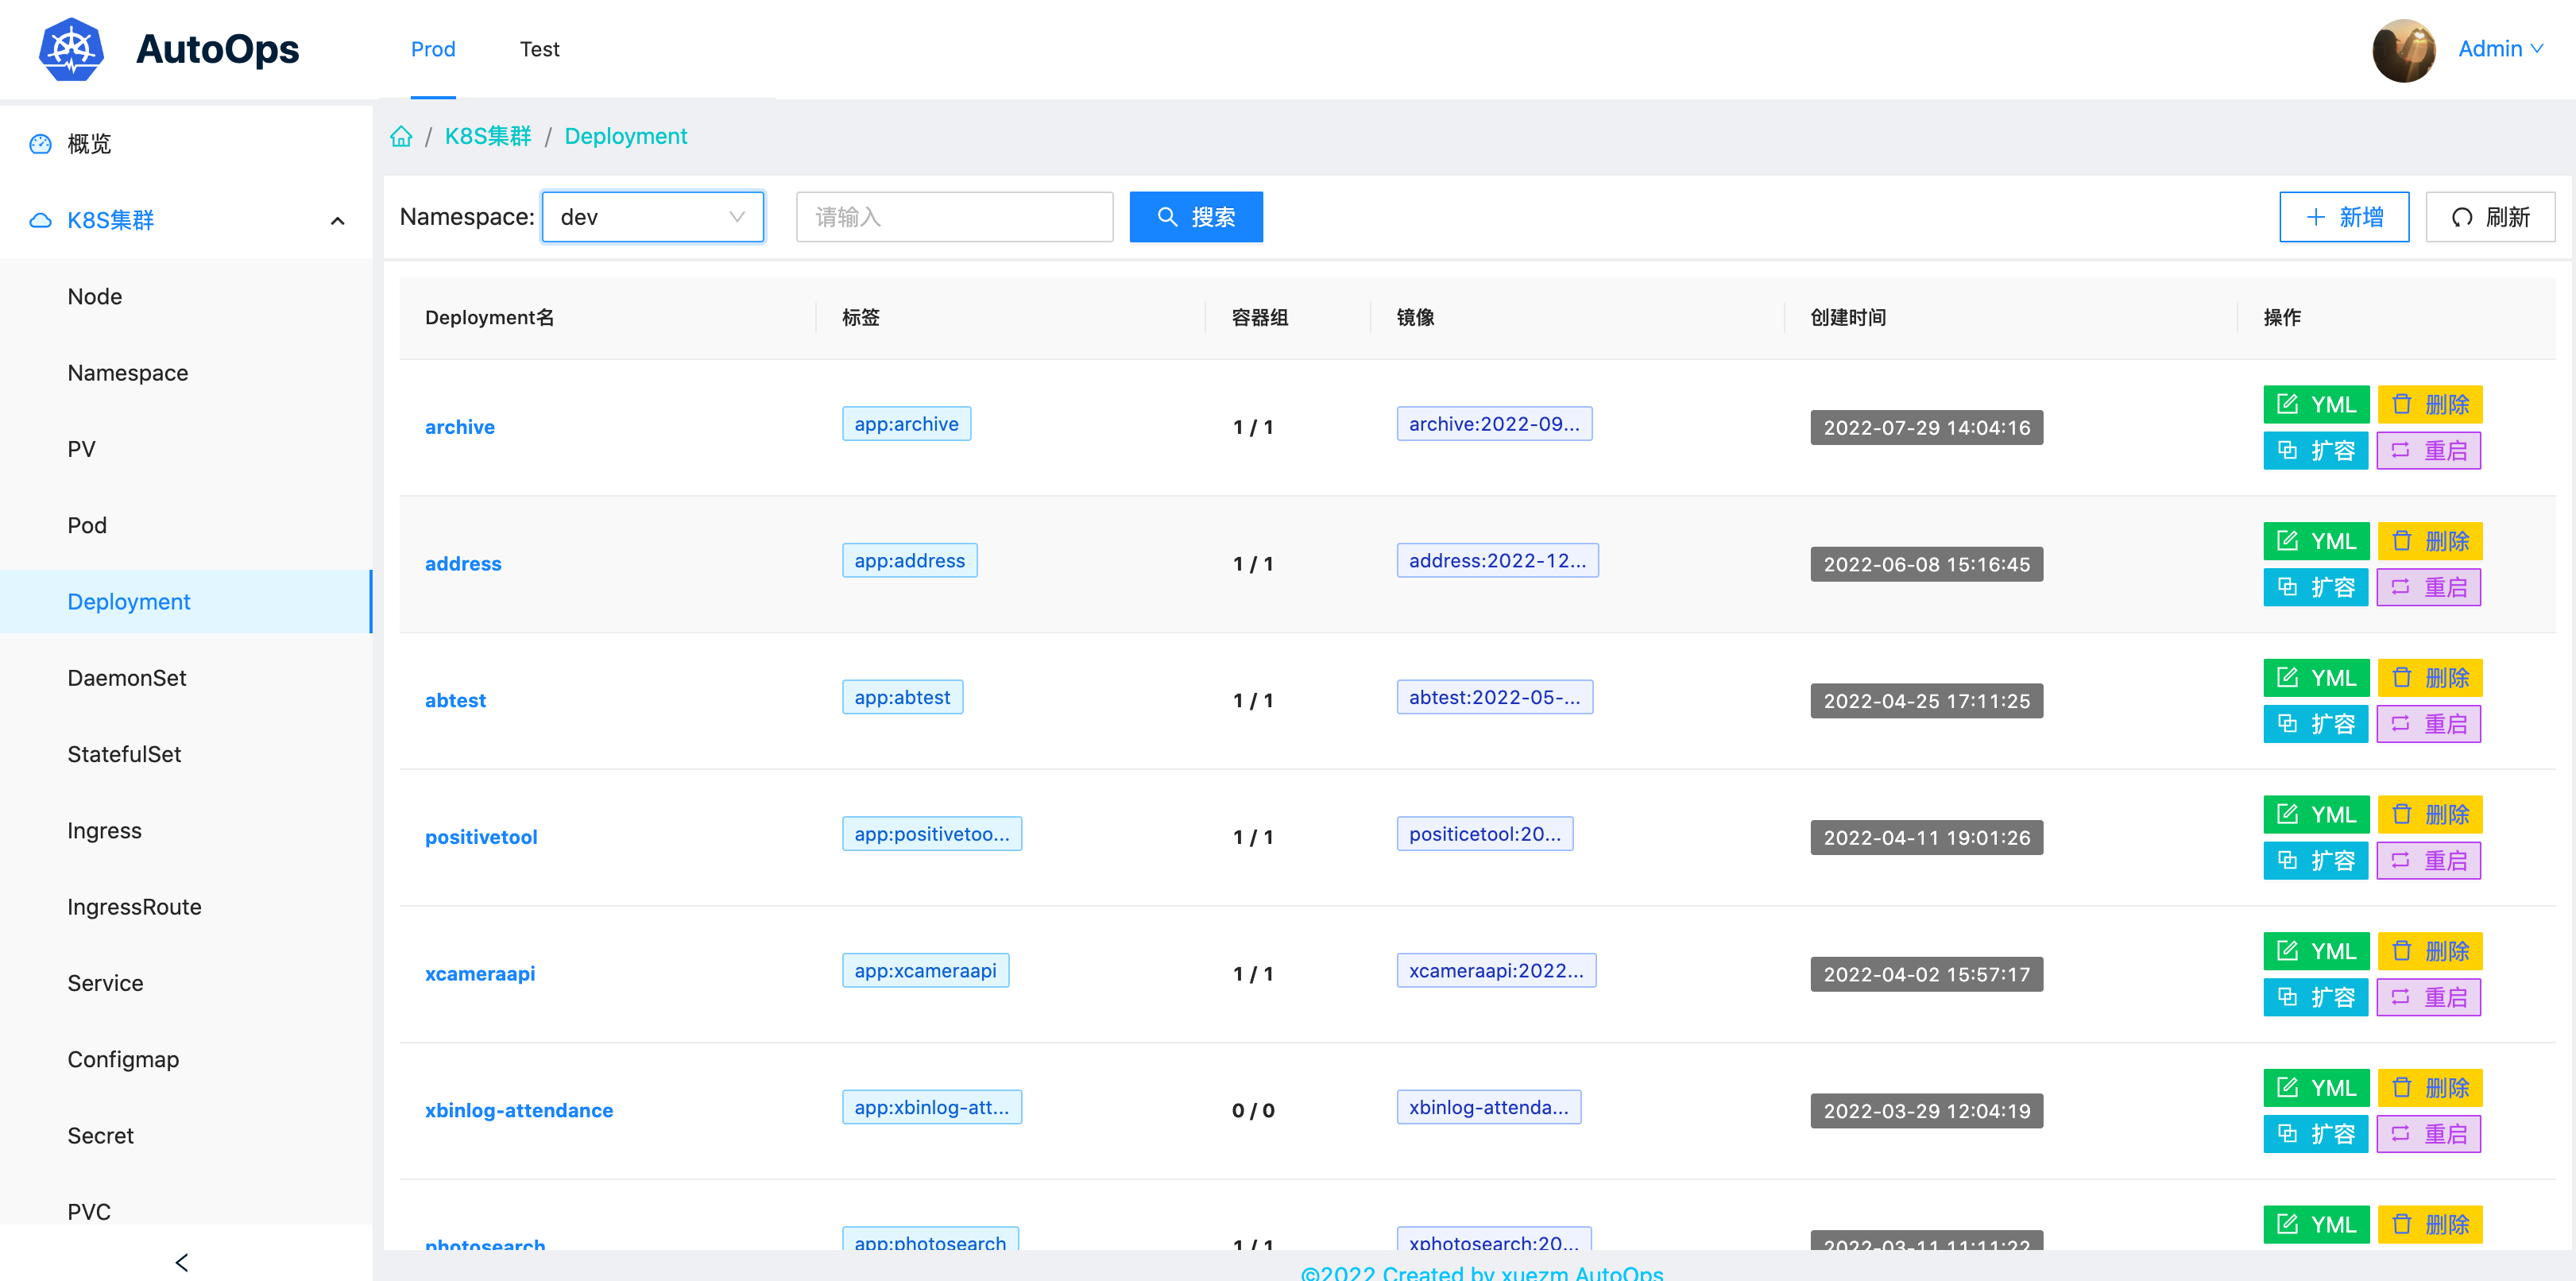 AutoOps
Prod
Test
Admin
概览
K8S集群
Node
Namespace
PV
Pod
Deployment
DaemonSet
StatefulSet
Ingress
IngressRoute
Service
Configmap
Secret
PVC
/ K8S集群 / Deployment
Namespace: dev 请输入 搜索 新增 刷新
Deployment名 标签 容器组 镜像 创建时间 操作
archive app:archive 1 / 1 archive:2022-09... 2022-07-29 14:04:16 YML 删除
扩容 重启
address app:address 1 / 1 address:2022-12... 2022-06-08 15:16:45 YML 删除
扩容 重启
abtest app:abtest 1 / 1 abtest:2022-05-... 2022-04-25 17:11:25 YML 删除
扩容 重启
positivetool app:positivetoo... 1 / 1 positicetool:20... 2022-04-11 19:01:26 YML 删除
扩容 重启
xcameraapi app:xcameraapi 1 / 1 xcameraapi:2022... 2022-04-02 15:57:17 YML 删除
扩容 重启
xbinlog-attendance app:xbinlog-att... 0 / 0 xbinlog-attenda... 2022-03-29 12:04:19 YML 删除
扩容 重启
photosearch app:photosearch 1 / 1 xphotosearch:20... 2022-03-11 11:11:22 YML 删除
©2022 Created by xuezm AutoOps